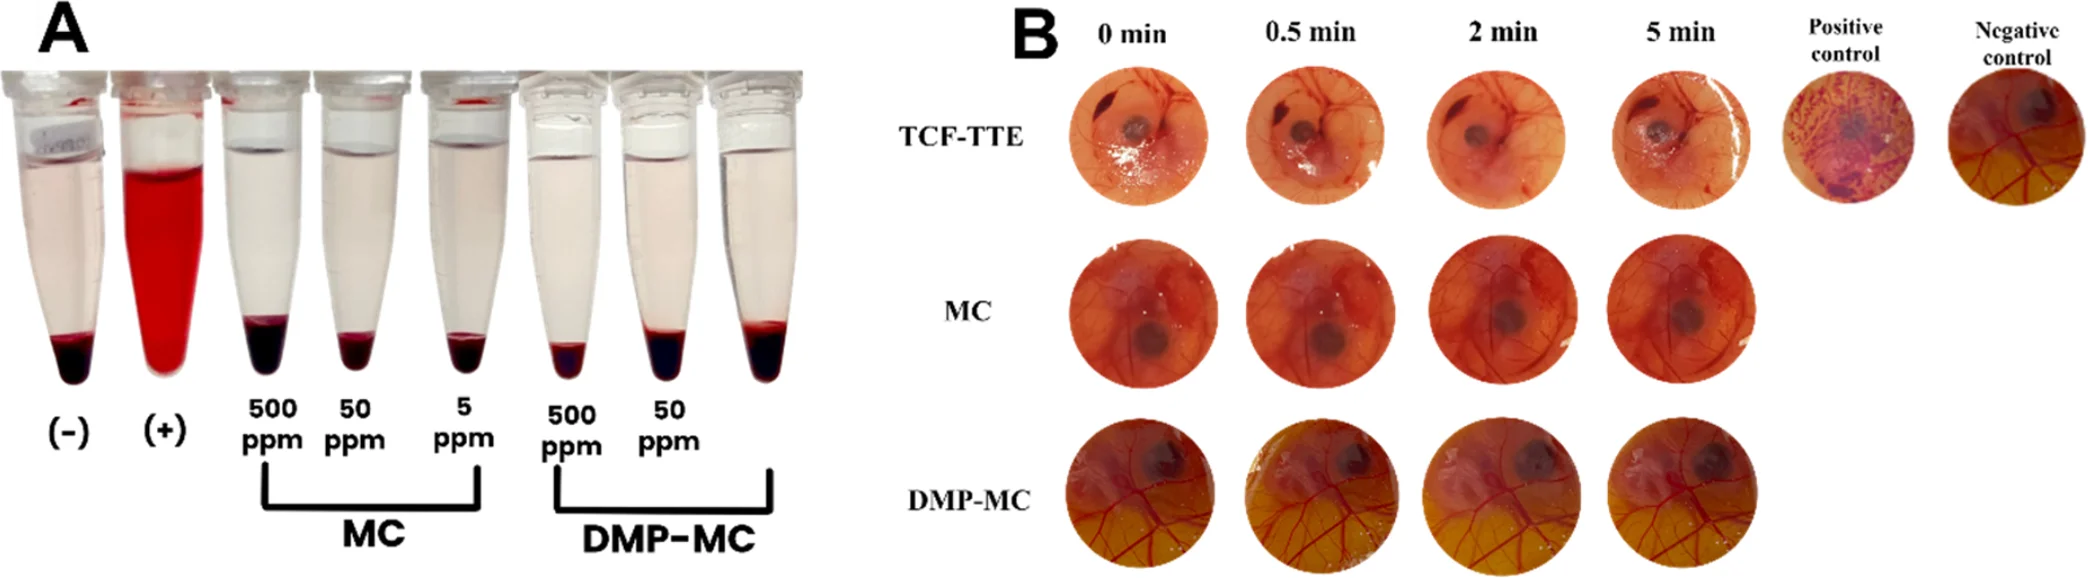 A
(-)
(+)
500
ppm
50
ppm
5
ppm
500
ppm
50
ppm
MC
DMP-MC
B
0 min
0.5 min
2 min
5 min
Positive
control
Negative
control
TCF-TTE
MC
DMP-MC